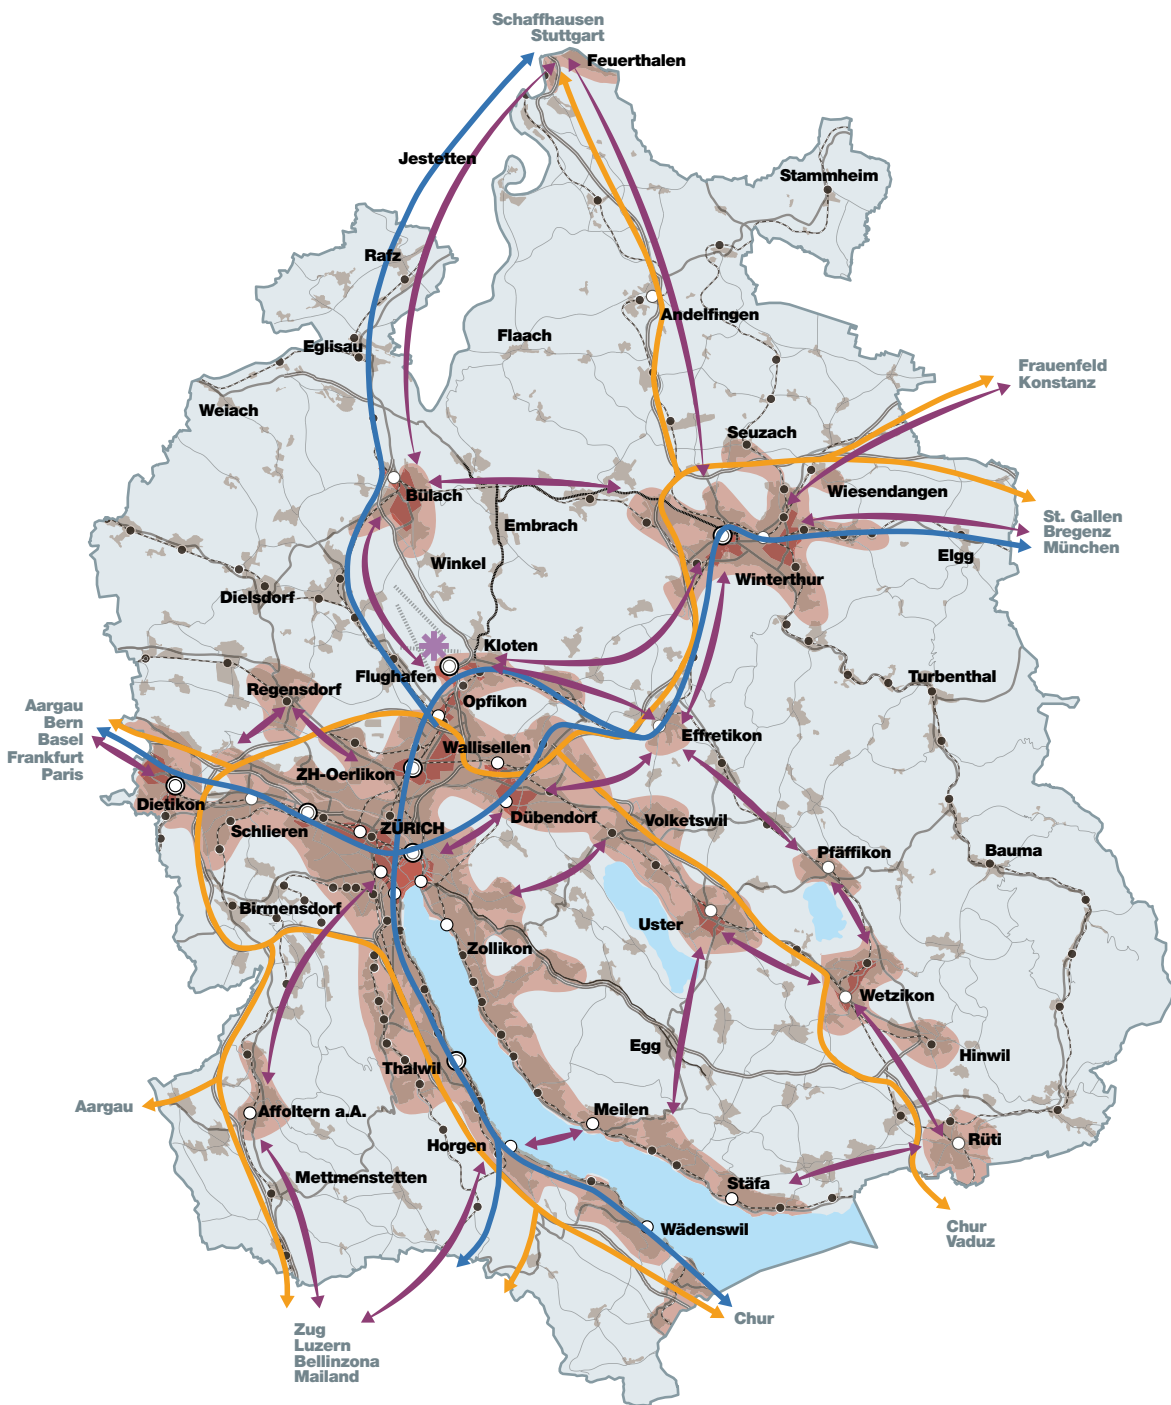 Schaffhausen
Stuttgart
Feuerthalen
Jestetten
Stammheim
Rafz
Andelfingen
Flaach
Eglisau
Frauenfeld
Konstanz
Weiach
Seuzach
Wiesendangen
Bülach
Embrach
St. Gallen
Bregenz
München
Elgg
Winkel
Winterthur
Dielsdorf
Kloten
Flughafen
Turbenthal
Regensdorf
Opfikon
Aargau
Bern
Basel
Frankfurt
Paris
Effretikon
Wallisellen
ZH-Oerlikon
Dietikon
Dübendorf
Volketswil
Schlieren
ZÜRICH
Pfäffikon
Bauma
Birmensdorf
Uster
Zollikon
Wetzikon
Egg
Hinwil
Thalwil
Aargau
Affoltern a.A.
Meilen
Horgen
Rüti
Mettmenstetten
Stäfa
Wädenswil
Chur
Vaduz
Chur
Zug
Luzern
Bellinzona
Mailand